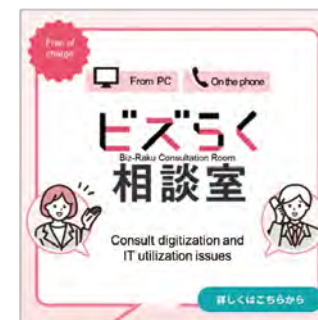 Free of
charge
From PC
On the phone
ビズらく
Biz-Raku Consultation Room
相談室
Consult digitization and
IT utilization issues
詳しくはこちらから